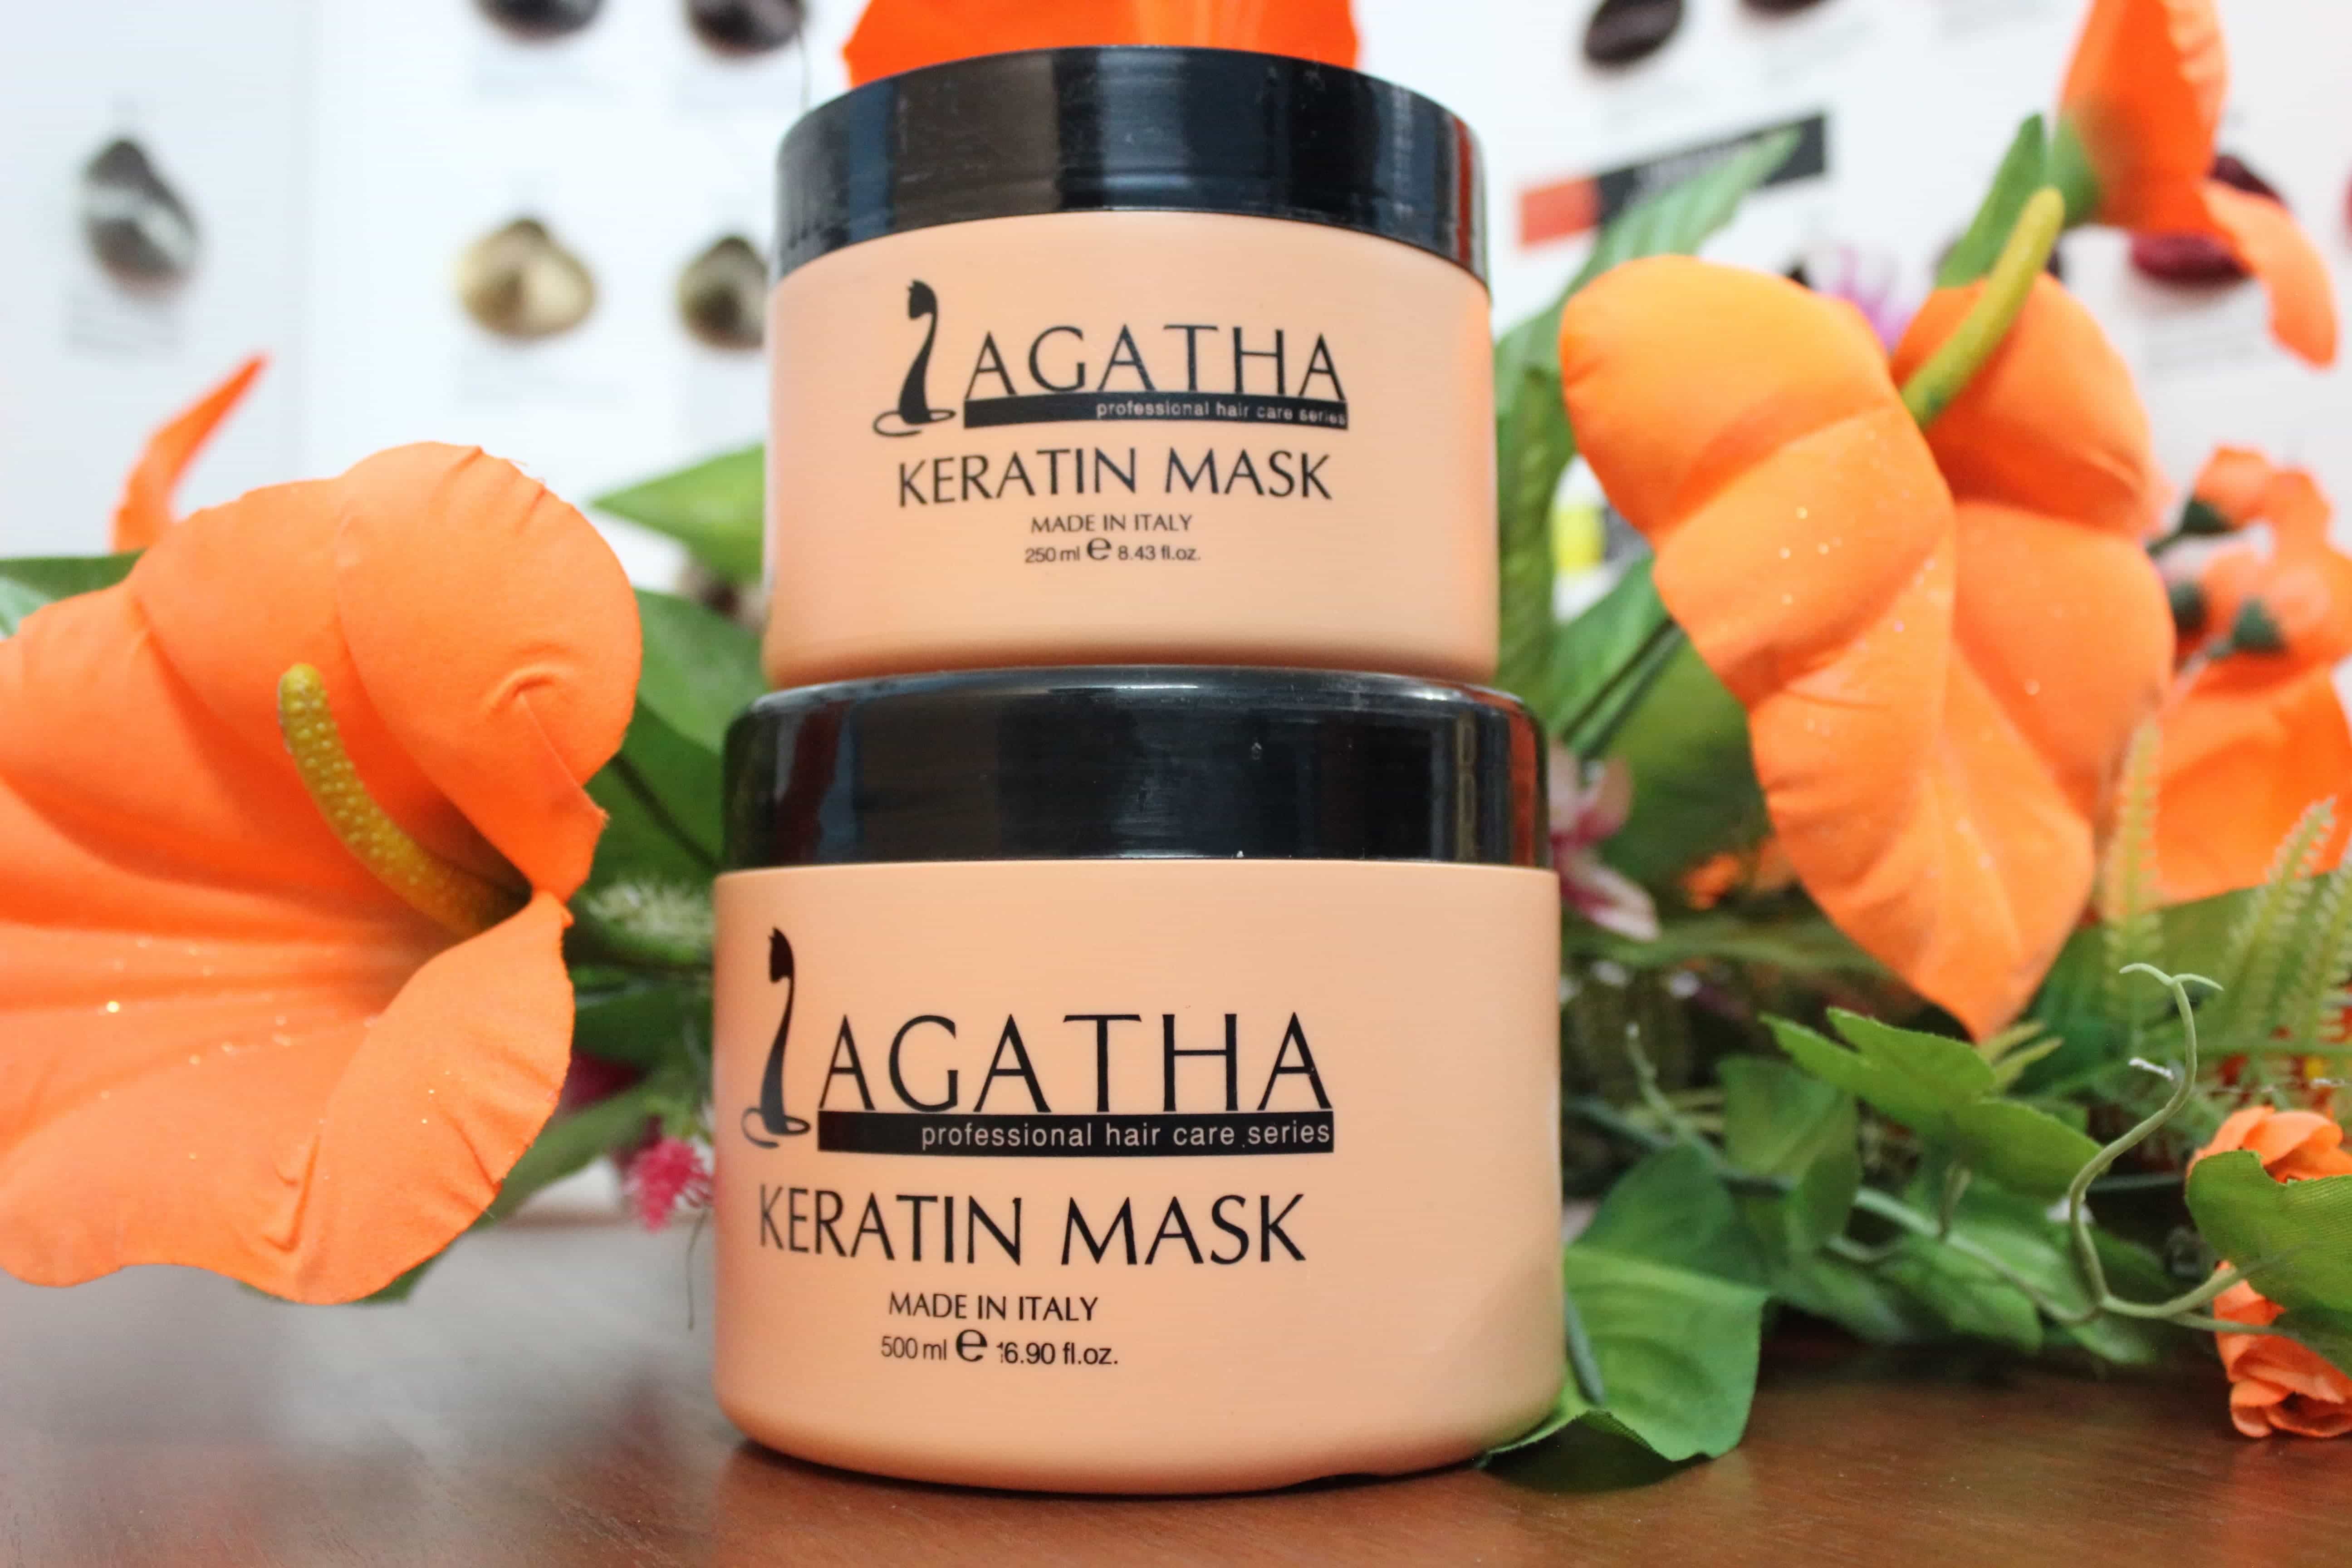 AGATHA
professional hair care series
KERATIN MASK
MADE IN ITALY
250 ml e 8.43 fl.oz.
AGATHA
professional hair care series
KERATIN MASK
MADE IN ITALY
500 ml e 16.90 fl.oz.